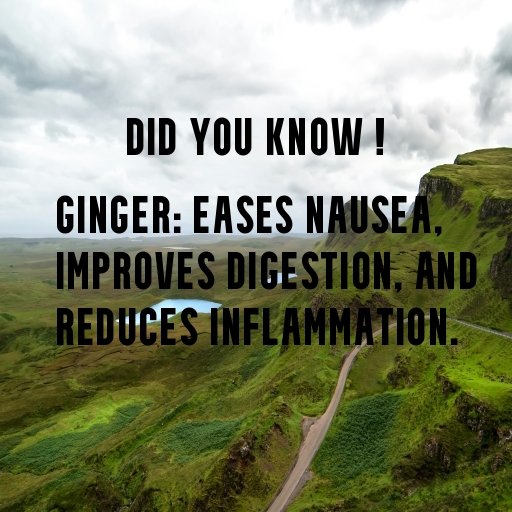 DID YOU KNOW !
GINGER: EASES NAUSEA,
IMPROVES DIGESTION, AND
REDUCES INFLAMMATION.